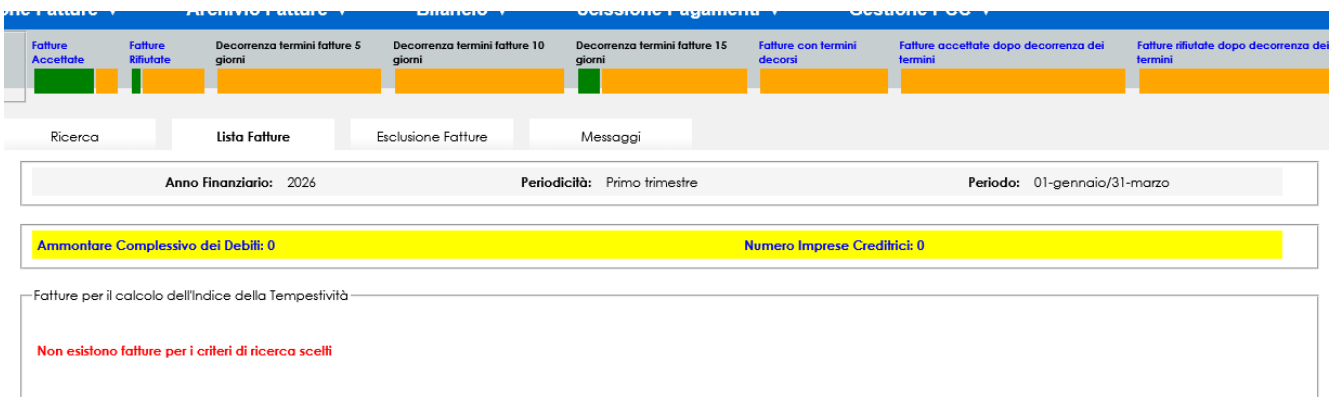 Fatture
Accettate
Fatture
Rifiutate
Decorrenza termini fatture 5
giorni
Decorrenza termini fatture 10
giorni
Decorrenza termini fatture 15
giorni
Fatture con termini
decorsi
Fatture accettate dopo decorrenza dei
termini
Fatture rifiutate dopo decorrenza dei
termini
Ricerca
Lista Fatture
Esclusione Fatture
Messaggi
Anno Finanziario: 2026
Periodicità: Primo trimestre
Periodo: 01-gennaio/31-marzo
Ammontare Complessivo dei Debiti: 0
Numero Imprese Creditrici: 0
Fatture per il calcolo dell'Indice della Tempestività
Non esistono fatture per i criteri di ricerca scelti